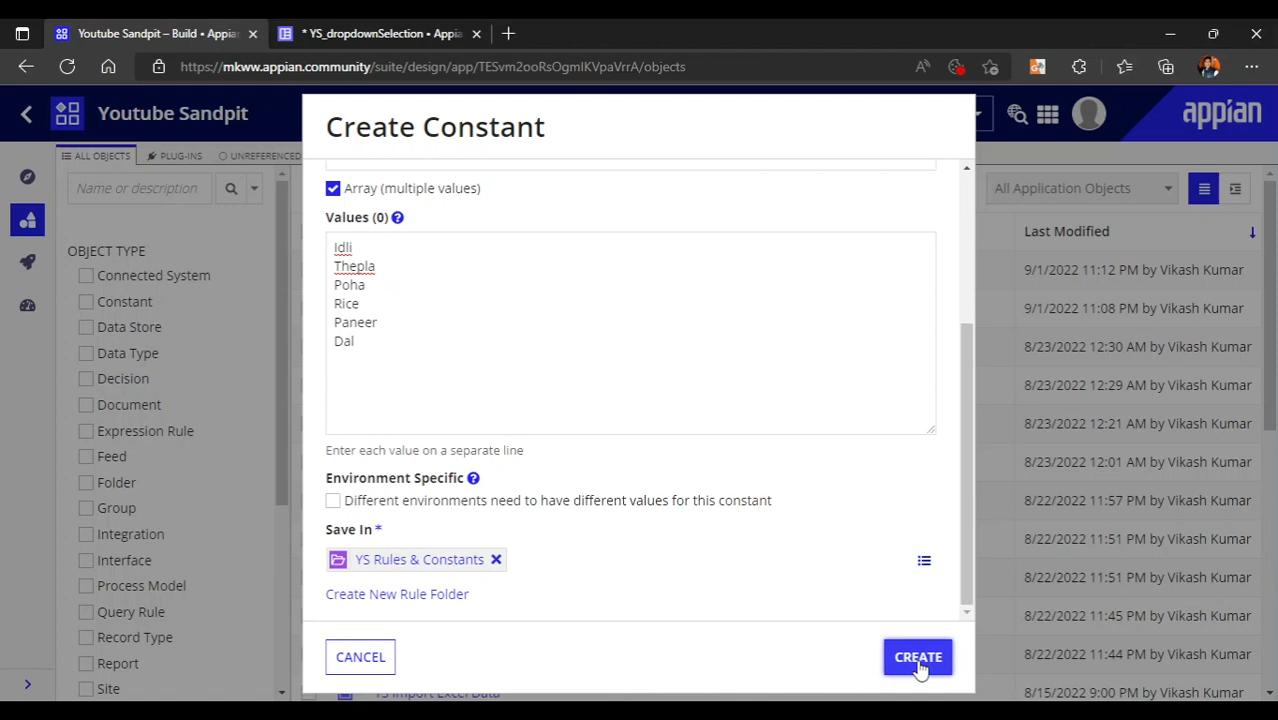 Youtube Sandpit – Build • Appian
* YS_dropdownSelection • Appia
https://mkww.appian.community/suite/design/app/TESvm2ooRsOgmIKVpaVrrA/objects
Youtube Sandpit
appian
ALL OBJECTS
PLUG-INS
UNREFERENCED
Name or description
All Application Objects
OBJECT TYPE
Connected System
Constant
Data Store
Data Type
Decision
Document
Expression Rule
Feed
Folder
Group
Integration
Interface
Process Model
Query Rule
Record Type
Report
Site
Create Constant
Array (multiple values)
Values (0)
Idli
Thepla
Poha
Rice
Paneer
Dal
Enter each value on a separate line
Environment Specific
Different environments need to have different values for this constant
Save In *
YS Rules & Constants
Create New Rule Folder
CANCEL
CREATE
YS Import Excel Data
Last Modified
9/1/2022 11:12 PM by Vikash Kumar
9/1/2022 11:08 PM by Vikash Kumar
8/23/2022 12:30 AM by Vikash Kumar
8/23/2022 12:29 AM by Vikash Kumar
8/23/2022 12:21 AM by Vikash Kumar
8/23/2022 12:01 AM by Vikash Kumar
8/22/2022 11:57 PM by Vikash Kumar
8/22/2022 11:51 PM by Vikash Kumar
8/22/2022 11:51 PM by Vikash Kumar
8/22/2022 11:45 PM by Vikash Kumar
8/22/2022 11:44 PM by Vikash Kumar
8/15/2022 9:00 PM by Vikash Kumar